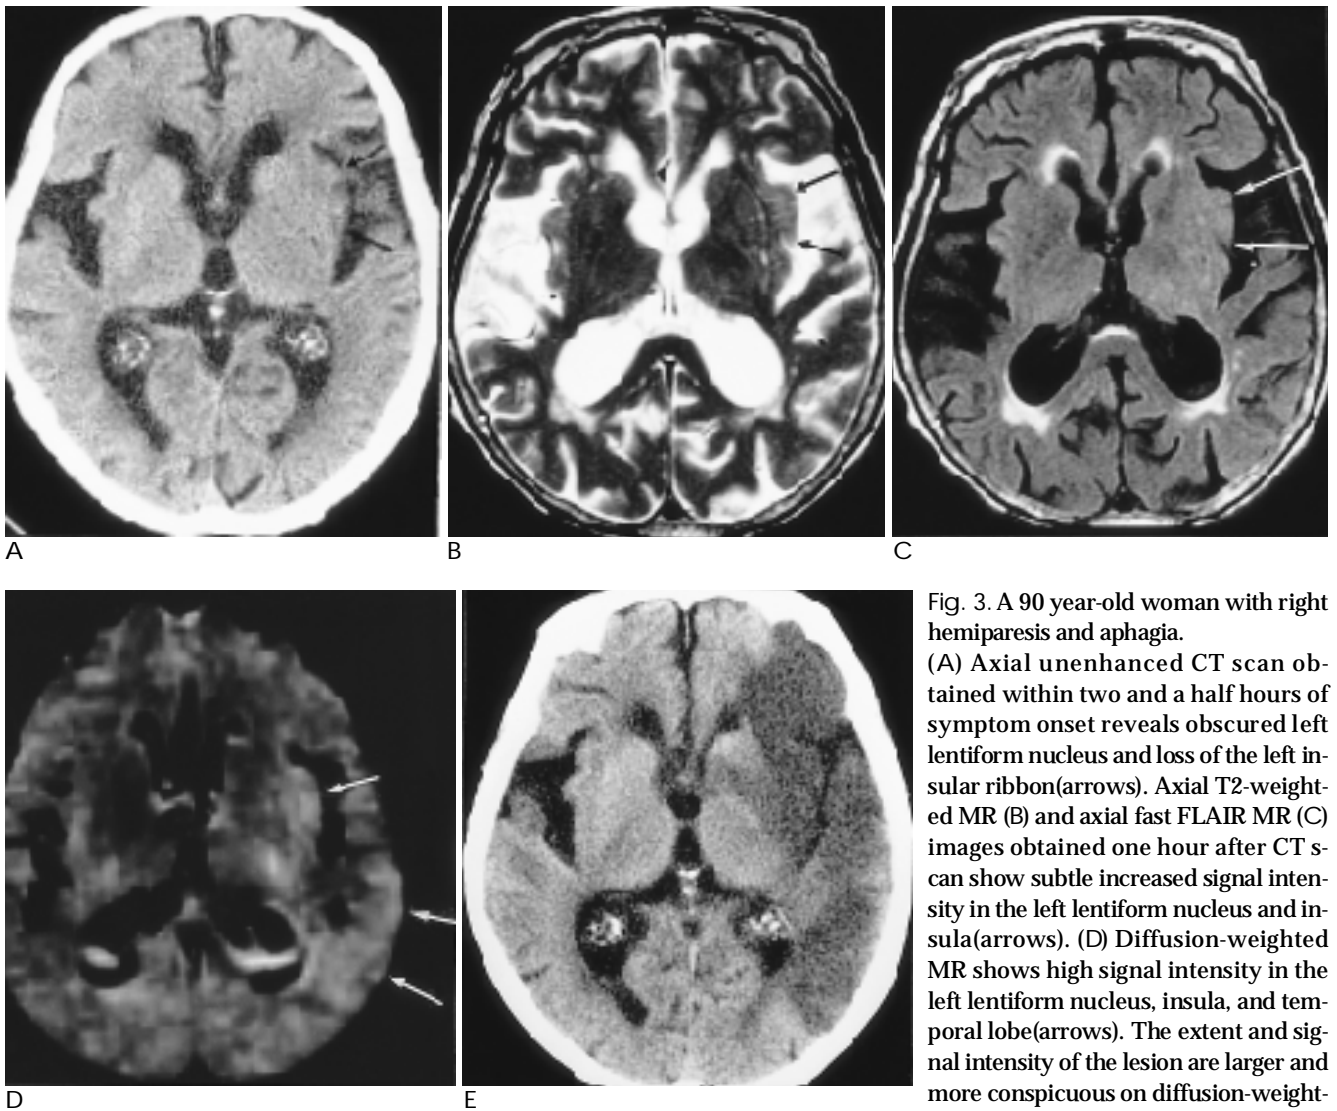 A
B
C
D
E
Fig. 3. A 90 year-old woman with right
hemiparesis and aphagia.
(A) Axial unenhanced CT scan ob-
tained within two and a half hours of
symptom onset reveals obscured left
lentiform nucleus and loss of the left in-
sular ribbon(arrows). Axial T2-weight-
ed MR (B) and axial fast FLAIR MR (C)
images obtained one hour after CT s-
can show subtle increased signal inten-
sity in the left lentiform nucleus and in-
sula(arrows). (D) Diffusion-weighted
MR shows high signal intensity in the
left lentiform nucleus, insula, and tem-
poral lobe(arrows). The extent and sig-
nal intensity of the lesion are larger and
more conspicuous on diffusion-weight-